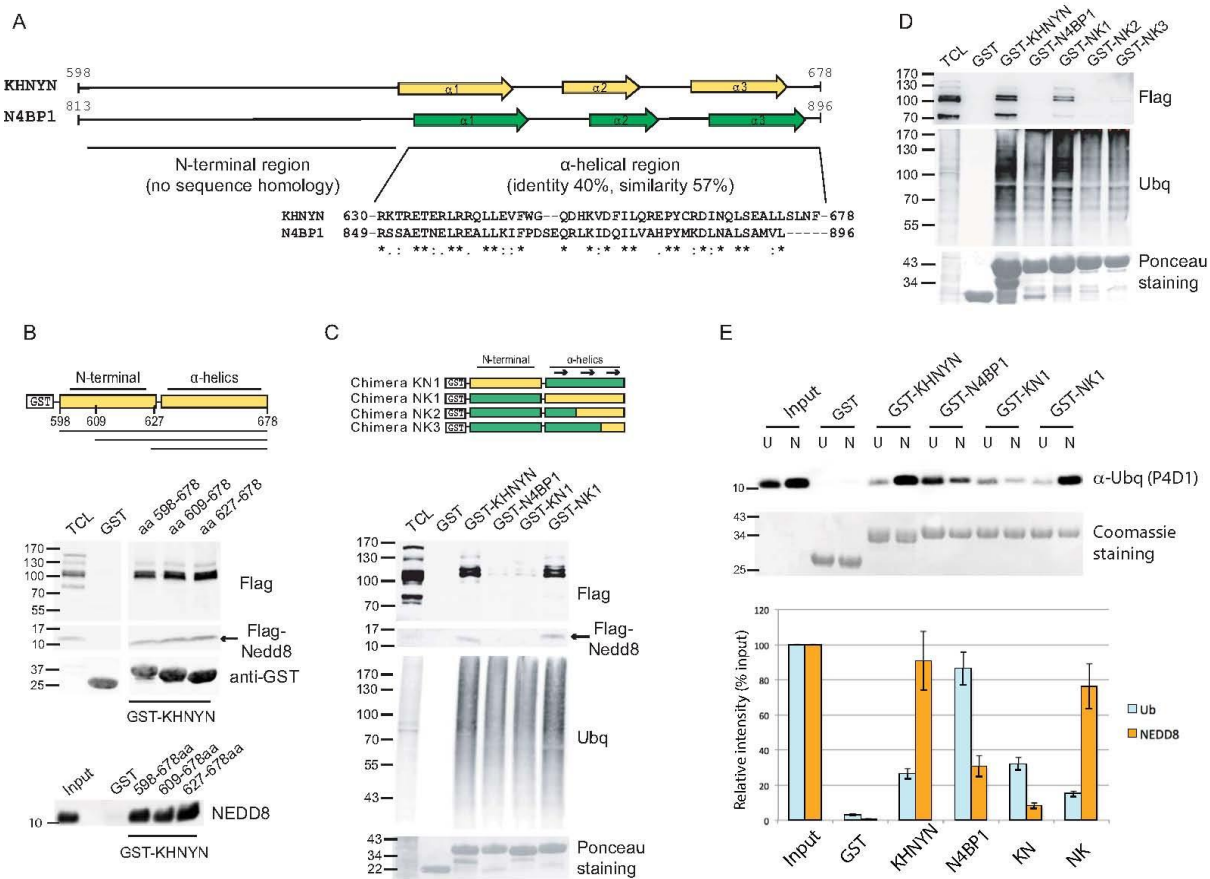 A
598
678
KHNYN
α1
α2
α3
813
896
N4BP1
α1
α2
α3
N-terminal region
(no sequence homology)
α-helical region
(identity 40%, similarity 57%)
KHNYN 630-RKTRETERLRRQLLEVFWG--QDHKVDFILQREPYCRDINQLSEALLSLNF-678
N4BP1 849-RSSAETNELREALLKIFPDSEQRLKIDQILVAHPYMKDLNALSAMVL-----896
B
N-terminal
α-helics
GST
598
609
627
678
TCL
GST
aa 598-678
aa 609-678
aa 627-678
170
130
100
70
55
Flag
17
10
Flag-
Nedd8
37
25
anti-GST
GST-KHNYN
Input
GST
598-678aa
609-678aa
627-678aa
10
NEDD8
GST-KHNYN
C
N-terminal
α-helics
Chimera KN1 GST
Chimera NK1 GST
Chimera NK2 GST
Chimera NK3 GST
TCL
GST
GST-KHNYN
GST-N4BP1
GST-KN1
GST-NK1
170
130
100
70
Flag
17
10
Flag-
Nedd8
170
130
100
70
55
43
Ubq
43
34
22
Ponceau
staining
D
TCL
GST
GST-KHNYN
GST-N4BP1
GST-NK1
GST-NK2
GST-NK3
170
130
100
70
Flag
170
130
100
70
55
Ubq
43
34
Ponceau
staining
E
Input
GST
GST-KHNYN
GST-N4BP1
GST-KN1
GST-NK1
U N U N U N U N U N U N
10
α-Ubq (P4D1)
43
34
25
Coomassie
staining
Relative intensity (% input)
120
100
80
60
40
20
0
Input
GST
KHNYN
N4BP1
KN
NK
Ub
NEDD8